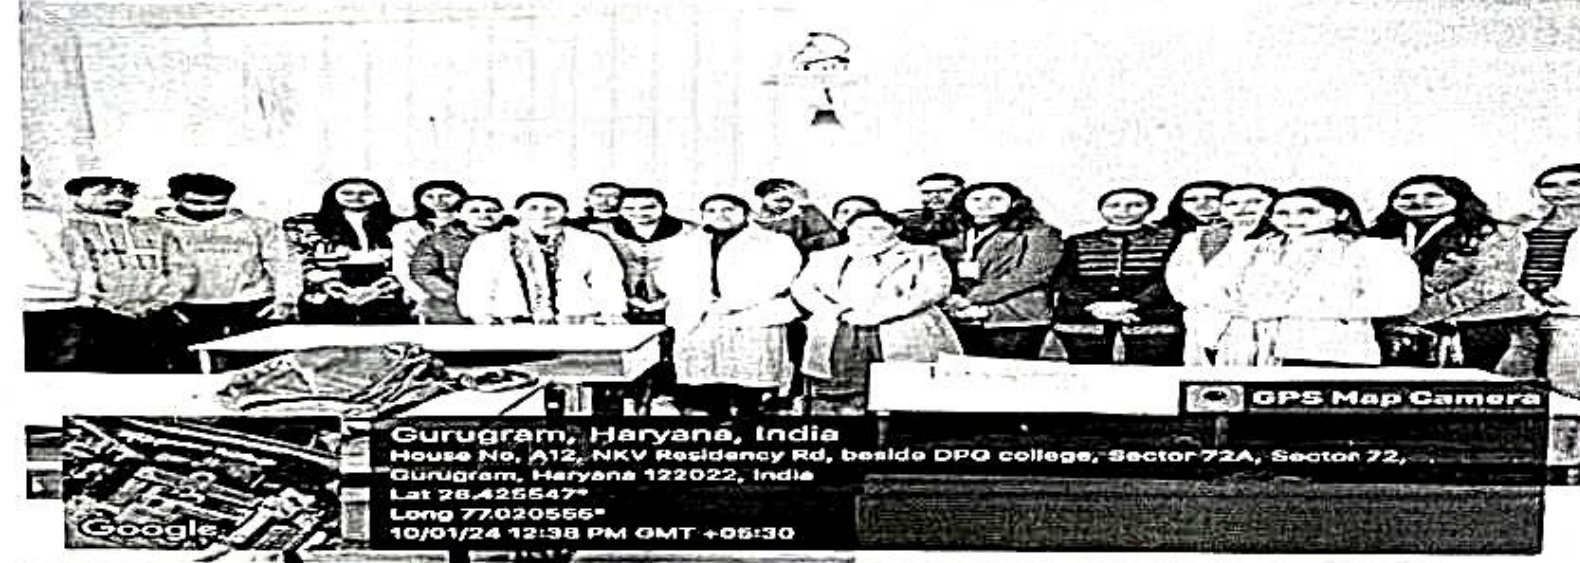 GPS Map Camera
Gurugram, Haryana, India
House No, A12, NKV Residency Rd, beside DPG college, Sector 72A, Sector 72,
Gurugram, Haryana 122022, India
Lat 28.425547°
Long 77.020556°
10/01/24 12:38 PM GMT +05:30
Google